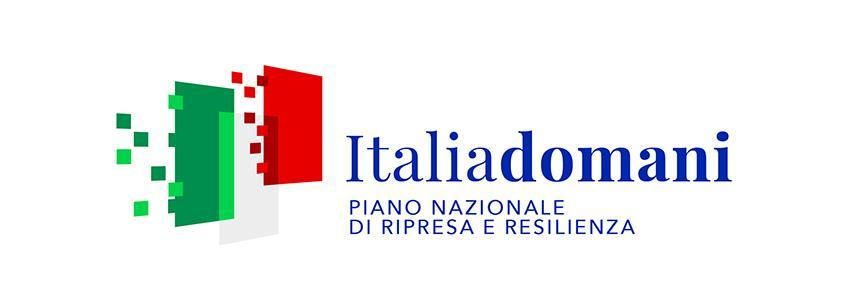 Italiadomani
PIANO NAZIONALE
DI RIPRESA E RESILIENZA